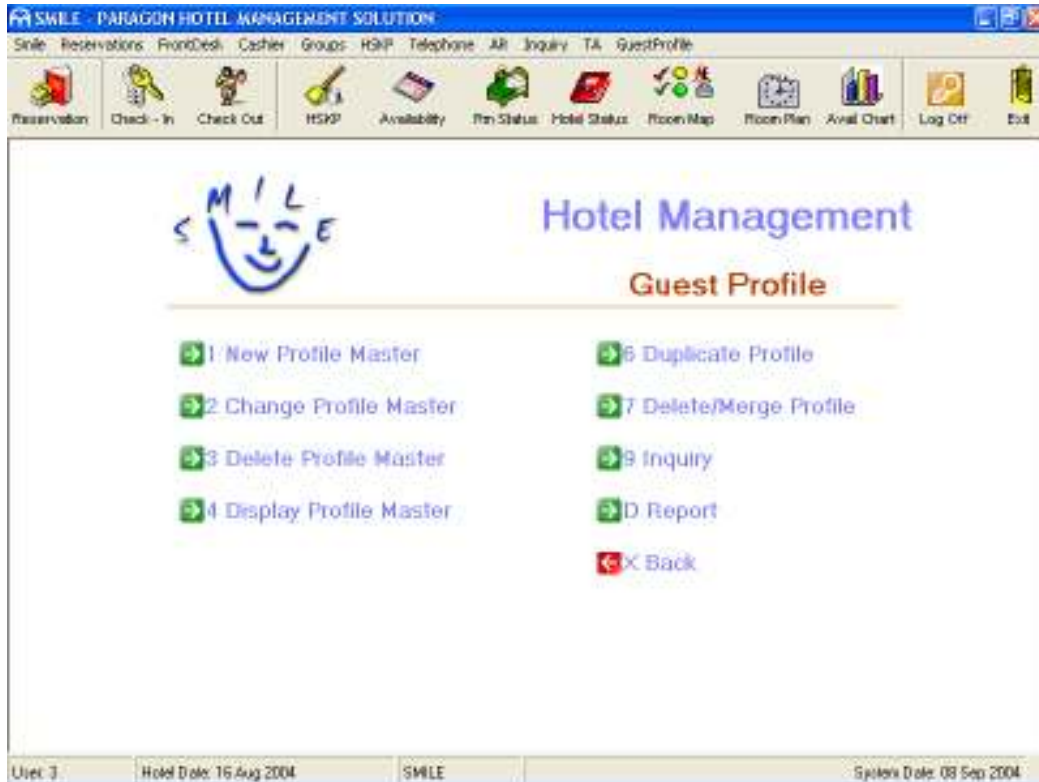 SMILE - PARAGON HOTEL MANAGEMENT SOLUTION
Smile Reservations FrontDesk Cashier Groups HSKP Telephone AR Inquiry TA GuestProfile
Reservation Check - In Check Out HSKP Availability Rm Status Hotel Status Room Map Room Plan Avail Chart Log Off Exit
S M I L E
Hotel Management
Guest Profile
1 New Profile Master
6 Duplicate Profile
2 Change Profile Master
7 Delete/Merge Profile
3 Delete Profile Master
9 Inquiry
4 Display Profile Master
D Report
X Back
User: 3 Hotel Date: 16 Aug 2004 SMILE System Date: 08 Sep 2004